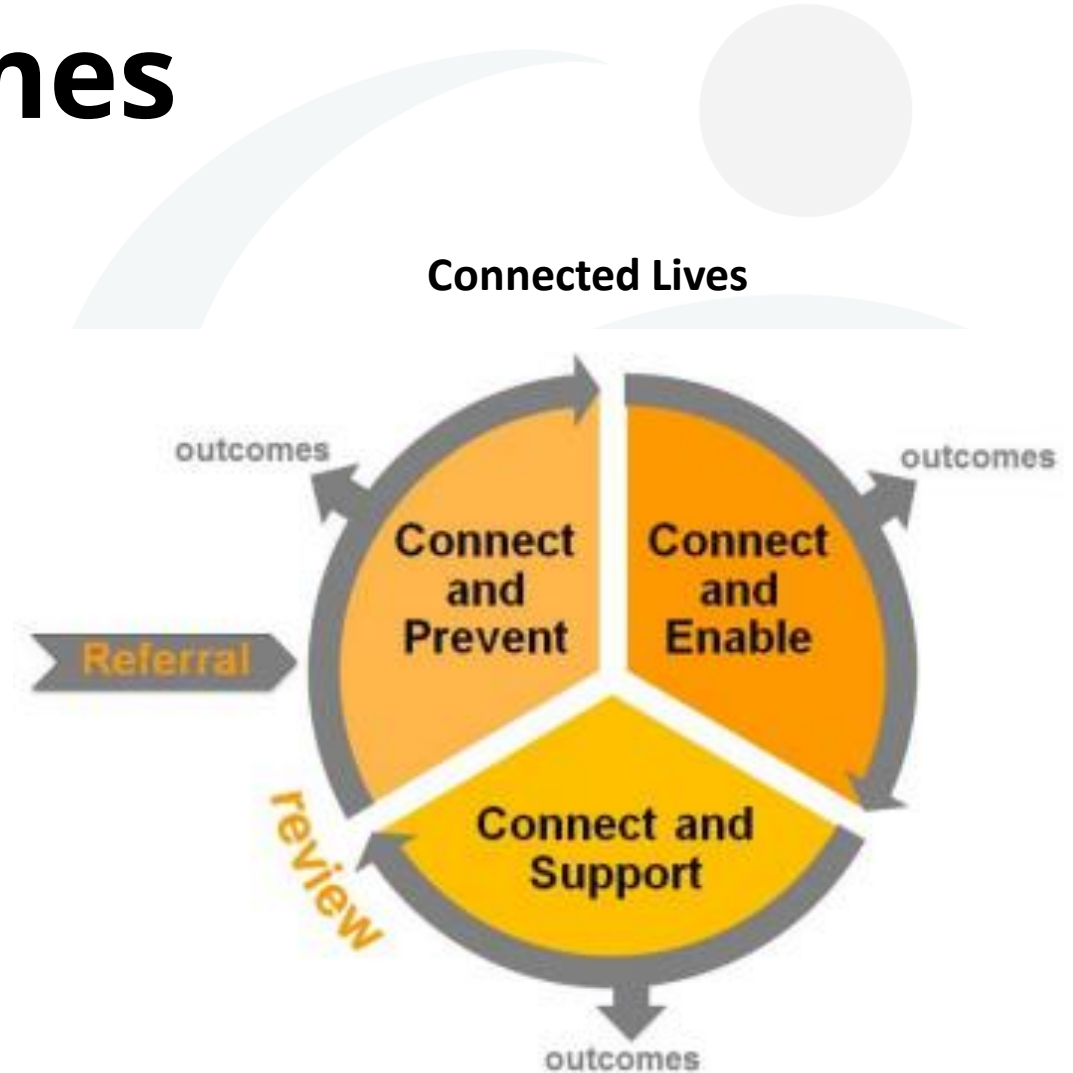 nes
Connected Lives
outcomes
outcomes
Connect
and
Prevent
Connect
and
Enable
Referral
Connect and
Support
review
outcomes